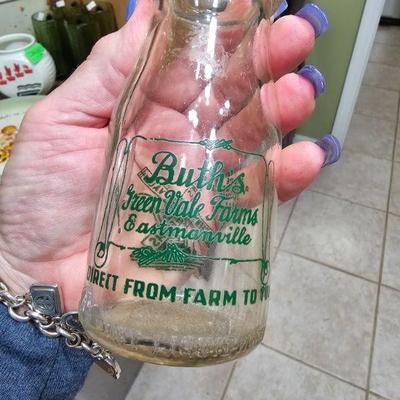 Buth's
Green Vale Farms
Eastmanville
DIRECT FROM FARM TO